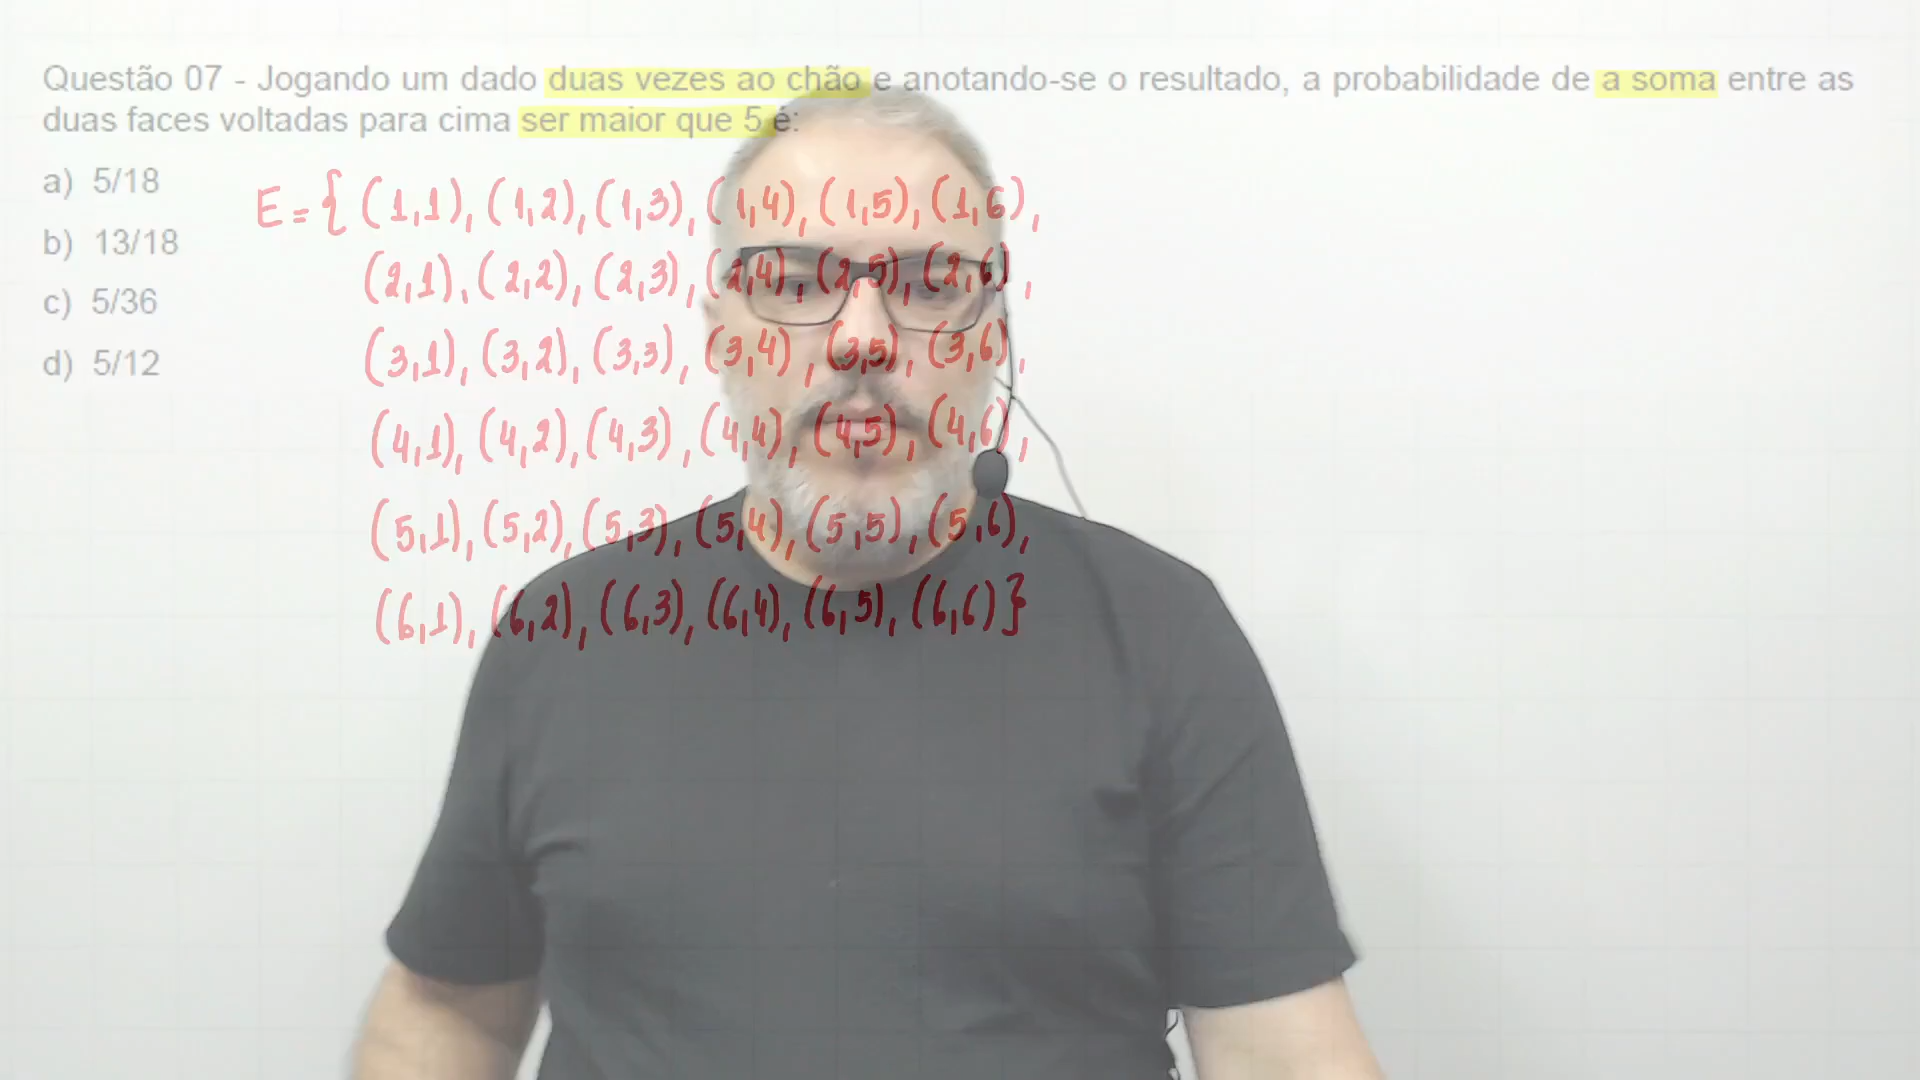 Questão 07 - Jogando um dado duas vezes ao chão e anotando-se o resultado, a probabilidade de a soma entre as
duas faces voltadas para cima ser maior que 5 é:
a) 5/18
b) 13/18
c) 5/36
d) 5/12
E = { (1,1), (1,2), (1,3), (1,4), (1,5), (1,6),
(2,1), (2,2), (2,3), (2,4), (2,5), (2,6),
(3,1), (3,2), (3,3), (3,4), (3,5), (3,6),
(4,1), (4,2), (4,3), (4,4), (4,5), (4,6),
(5,1), (5,2), (5,3), (5,4), (5,5), (5,6),
(6,1), (6,2), (6,3), (6,4), (6,5), (6,6)}